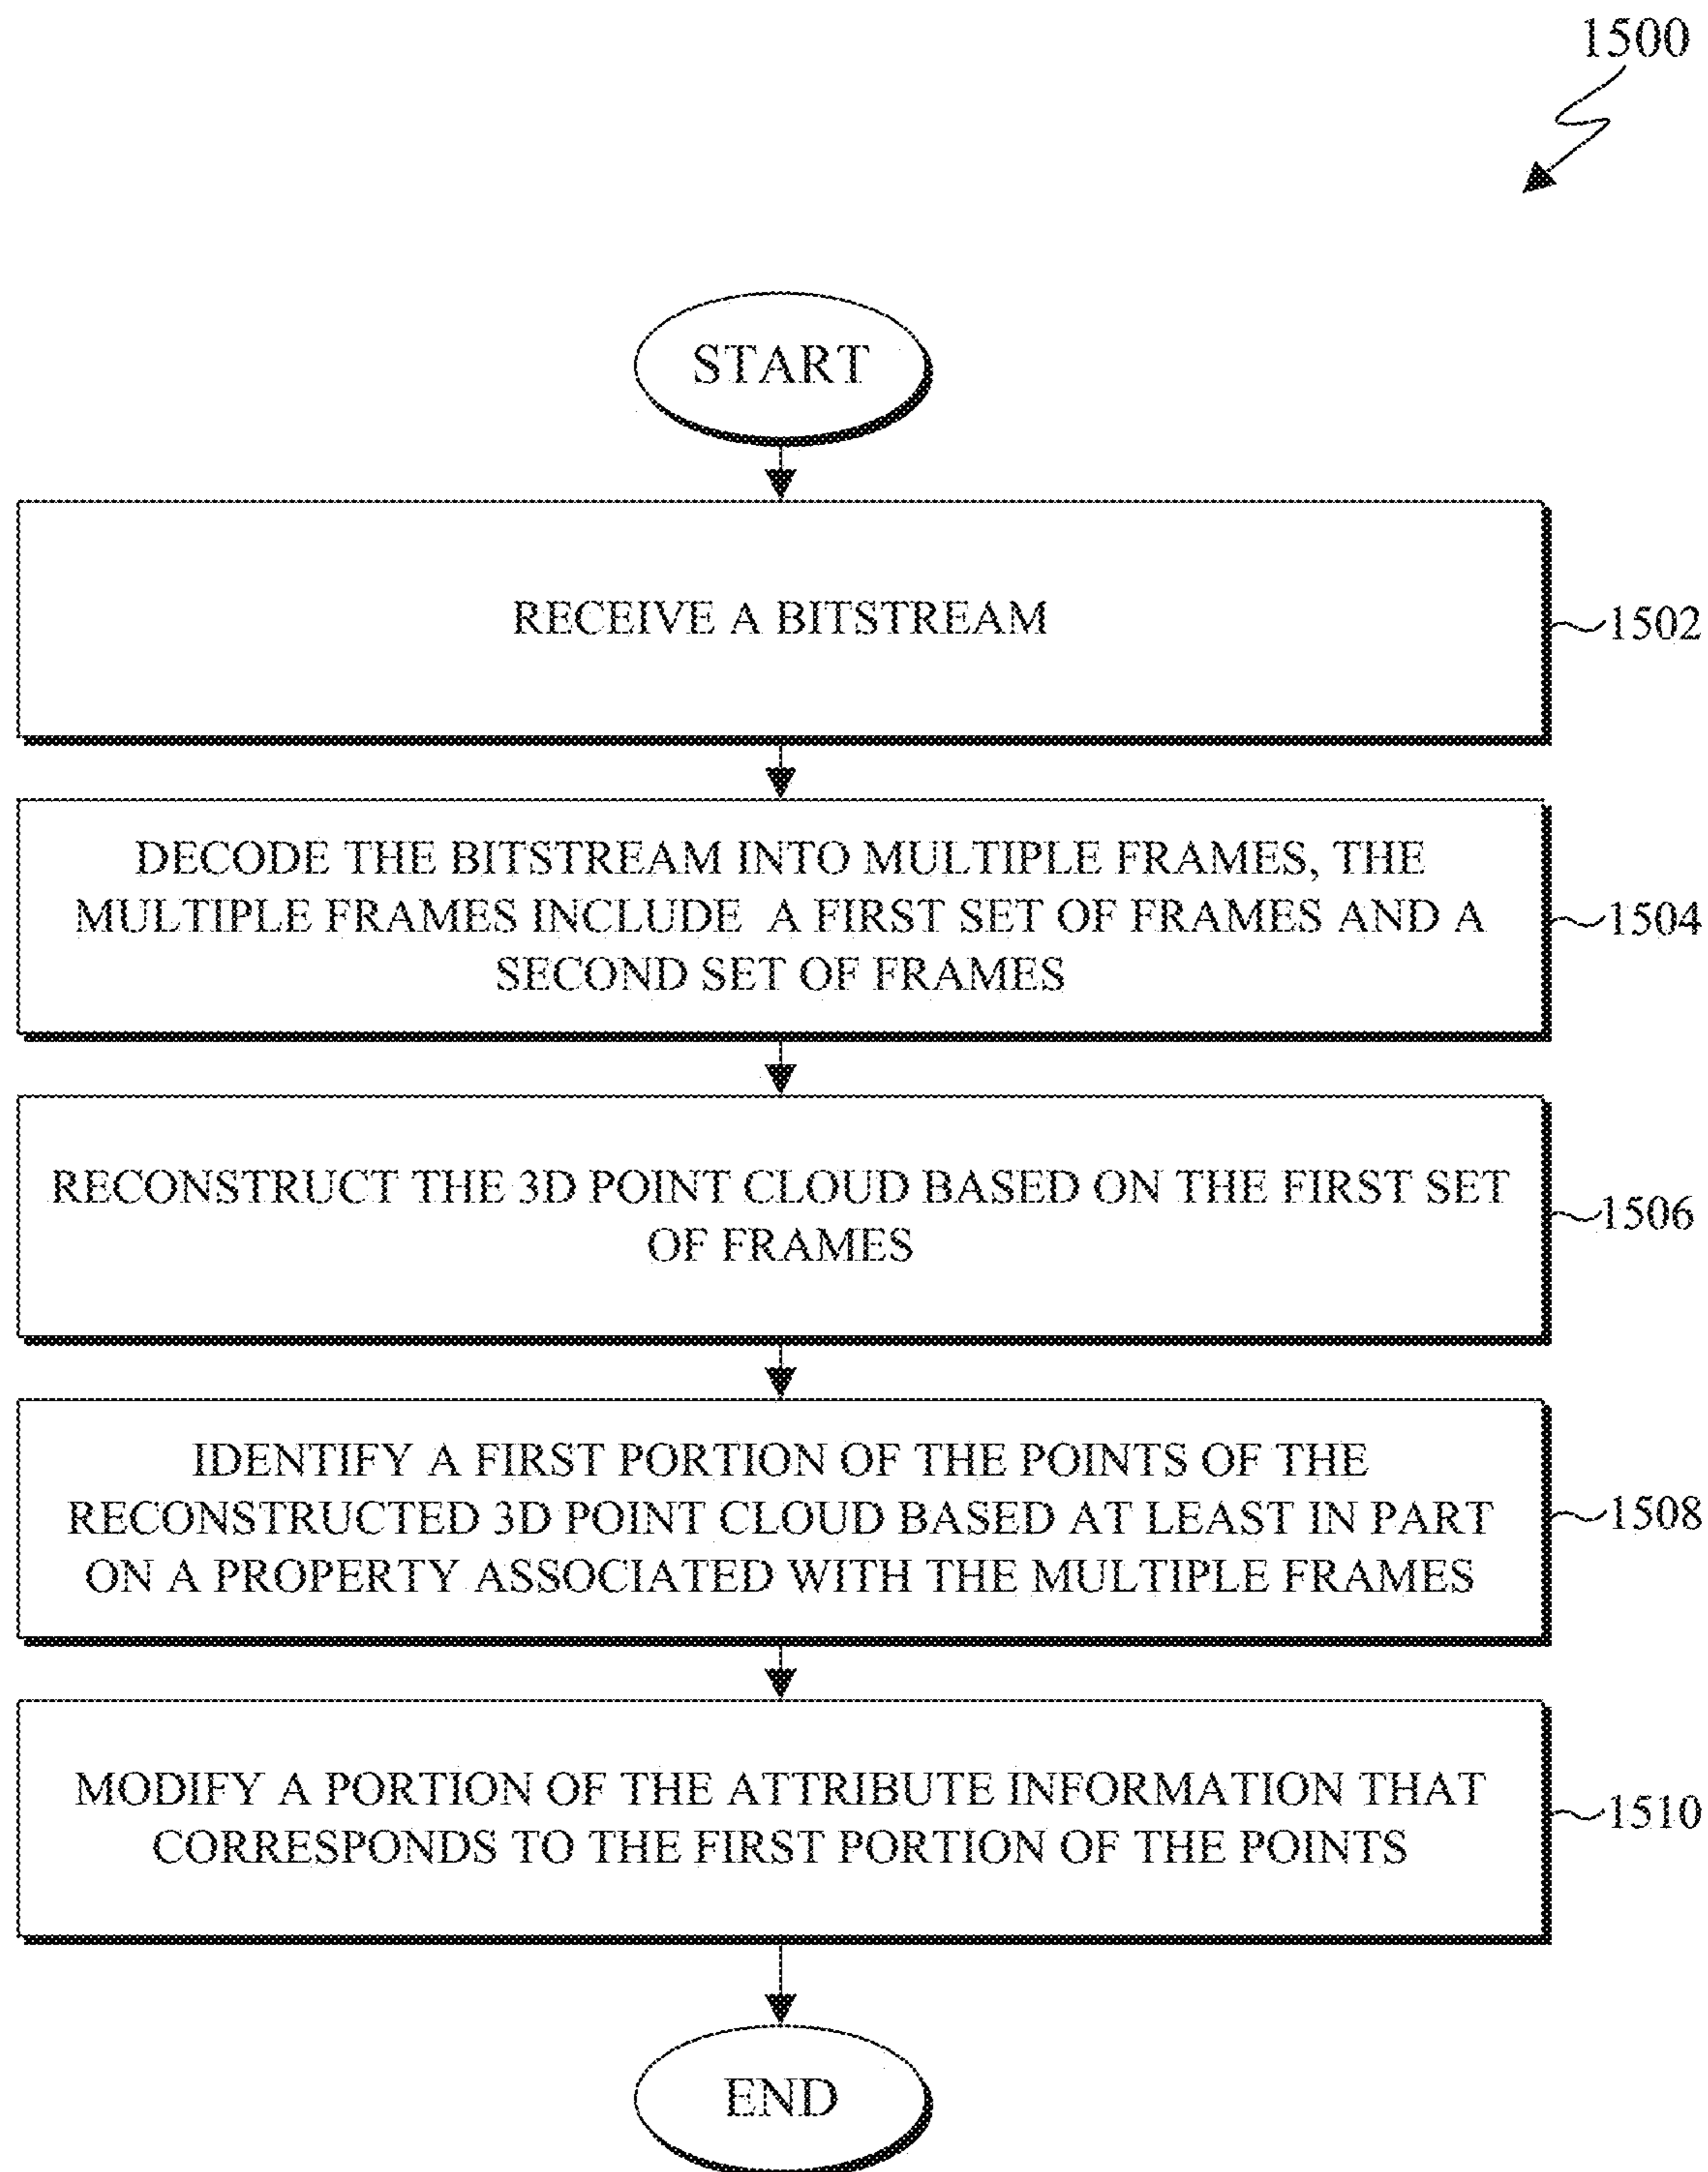 1500
START
RECEIVE A BITSTREAM
1502
DECODE THE BITSTREAM INTO MULTIPLE FRAMES, THE
MULTIPLE FRAMES INCLUDE A FIRST SET OF FRAMES AND A
SECOND SET OF FRAMES
1504
RECONSTRUCT THE 3D POINT CLOUD BASED ON THE FIRST SET
OF FRAMES
1506
IDENTIFY A FIRST PORTION OF THE POINTS OF THE
RECONSTRUCTED 3D POINT CLOUD BASED AT LEAST IN PART
ON A PROPERTY ASSOCIATED WITH THE MULTIPLE FRAMES
1508
MODIFY A PORTION OF THE ATTRIBUTE INFORMATION THAT
CORRESPONDS TO THE FIRST PORTION OF THE POINTS
1510
END